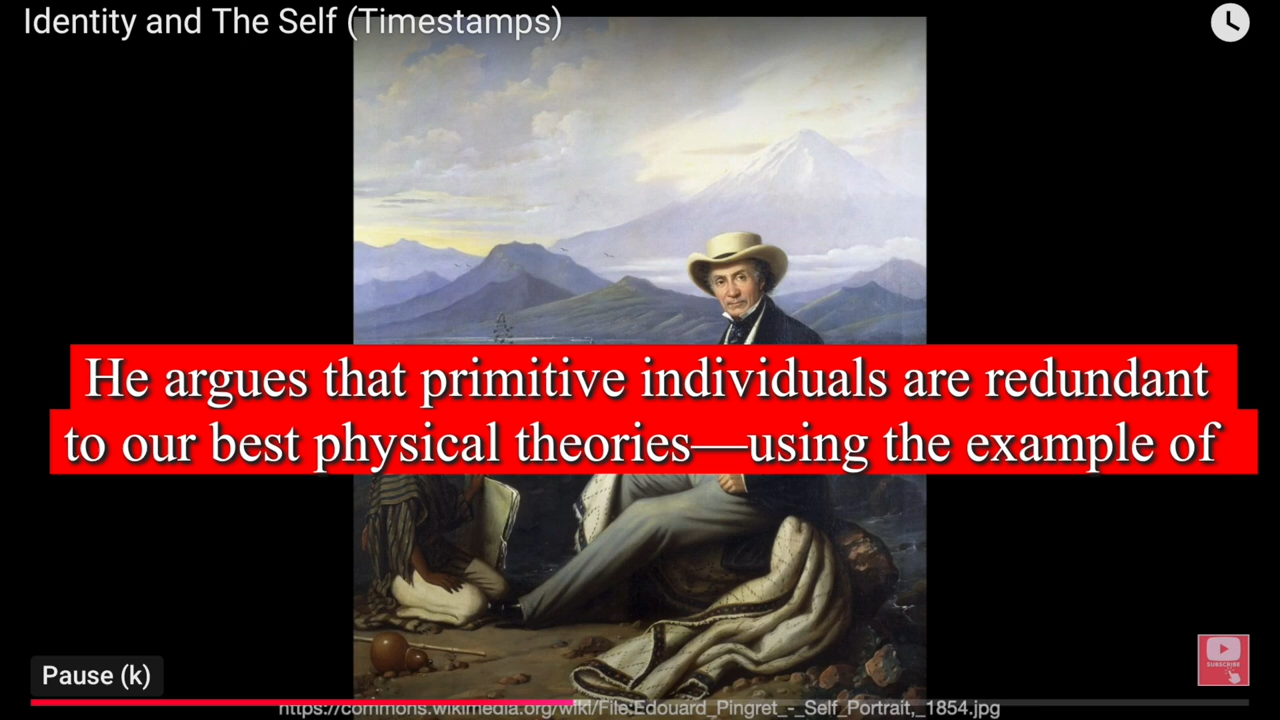 Identity and The Self (Timestamps)
He argues that primitive individuals are redundant
to our best physical theories—using the example of
SUBSCRIBE
Pause (k)
https://commons.wikimedia.org/wiki/File:Edouard_Pingret_-_Self_Portrait,_1854.jpg